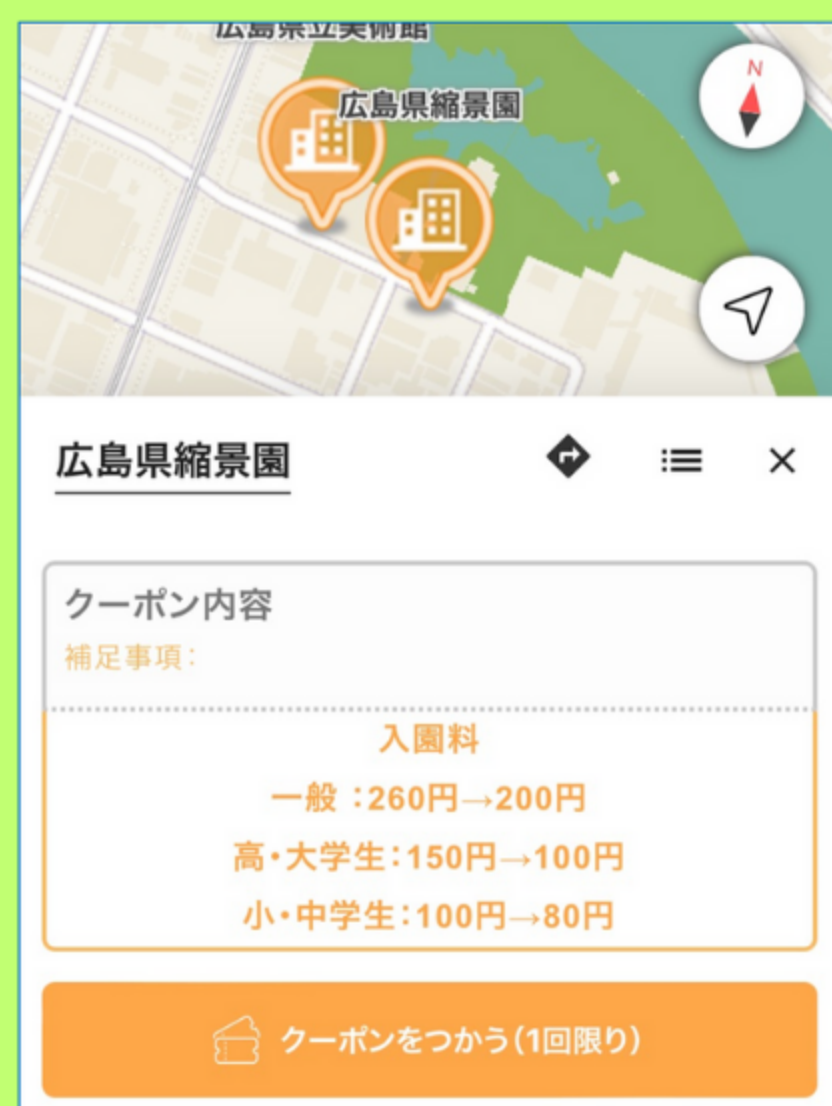 広島県立美術館
N
広島県縮景園
広島県縮景園
クーポン内容
補足事項：
入園料
一般：260円→200円
高・大学生：150円→100円
小・中学生：100円→80円
クーポンをつかう（1回限り）